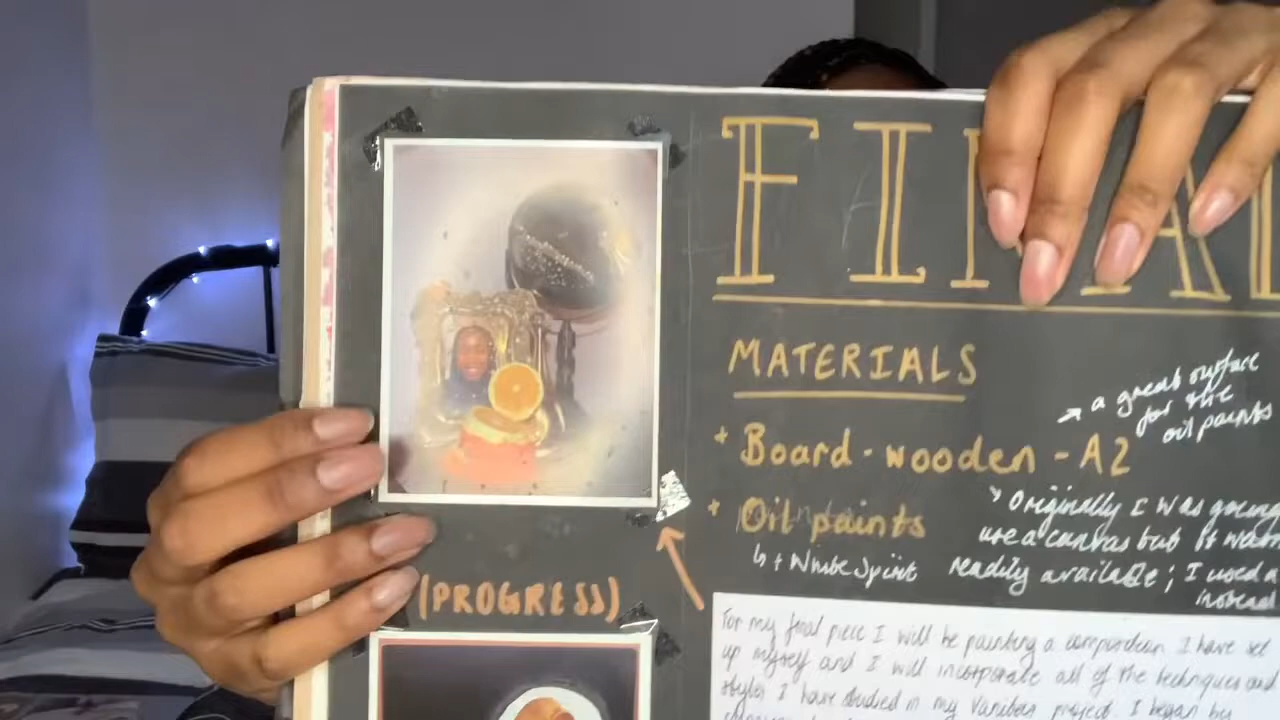 FINAL
MATERIALS
+ Board - wooden - A2
→ a great surface
for the
oil paints
+ Oil paints
↳ + White Spirit
Originally I was going
use a canvas but it wasn
readily available; I used a
instead
(PROGRESS)
For my final piece I will be painting a composition I have set
up myself and I will incorporate all of the techniques and
styles I have studied in my Vanitas project. I began by